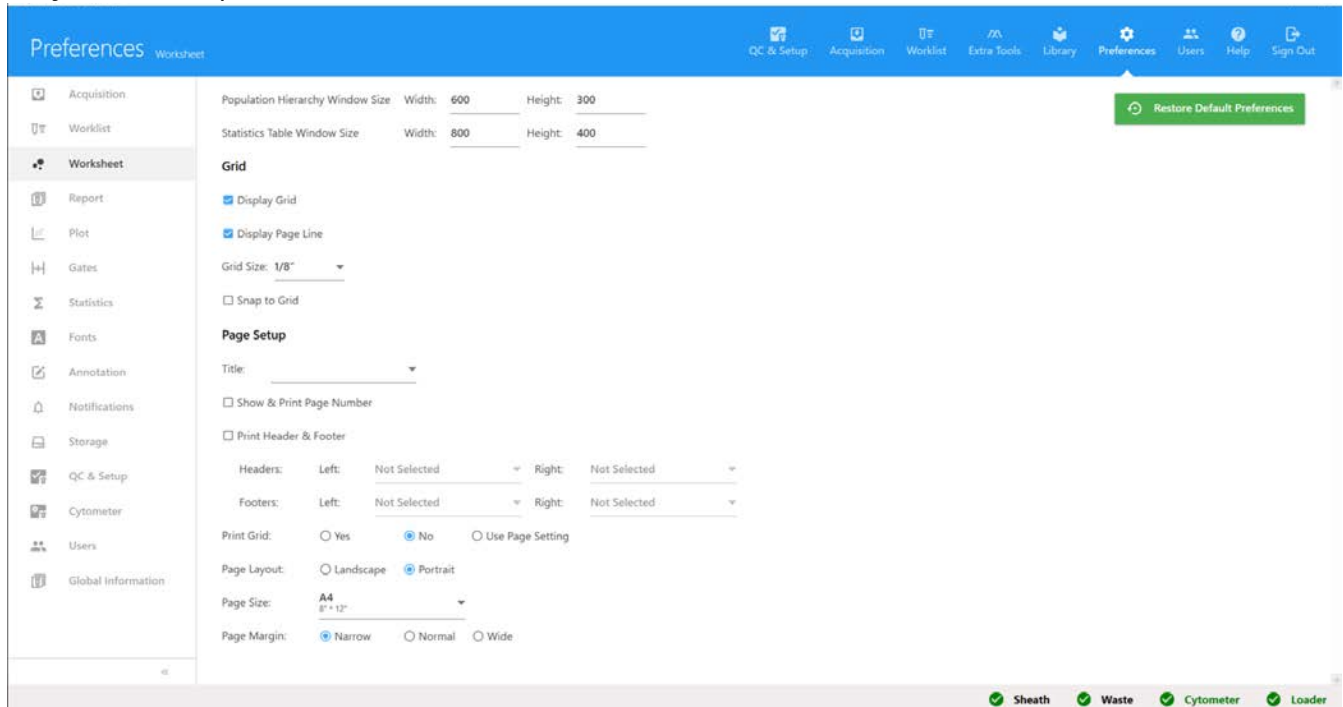 Preferences Worksheet
QC & Setup Acquisition Worklist Extra Tools Library Preferences Users Help Sign Out
Acquisition
Worklist
Worksheet
Report
Plot
Gates
Statistics
Fonts
Annotation
Notifications
Storage
QC & Setup
Cytometer
Users
Global Information
Population Hierarchy Window Size Width: 600 Height: 300
Restore Default Preferences
Statistics Table Window Size Width: 800 Height: 400
Grid
Display Grid
Display Page Line
Grid Size: 1/8"
Snap to Grid
Page Setup
Title:
Show & Print Page Number
Print Header & Footer
Headers: Left: Not Selected Right: Not Selected
Footers: Left: Not Selected Right: Not Selected
Print Grid: Yes No Use Page Setting
Page Layout: Landscape Portrait
Page Size: A4
8" * 12"
Page Margin: Narrow Normal Wide
Sheath Waste Cytometer Loader